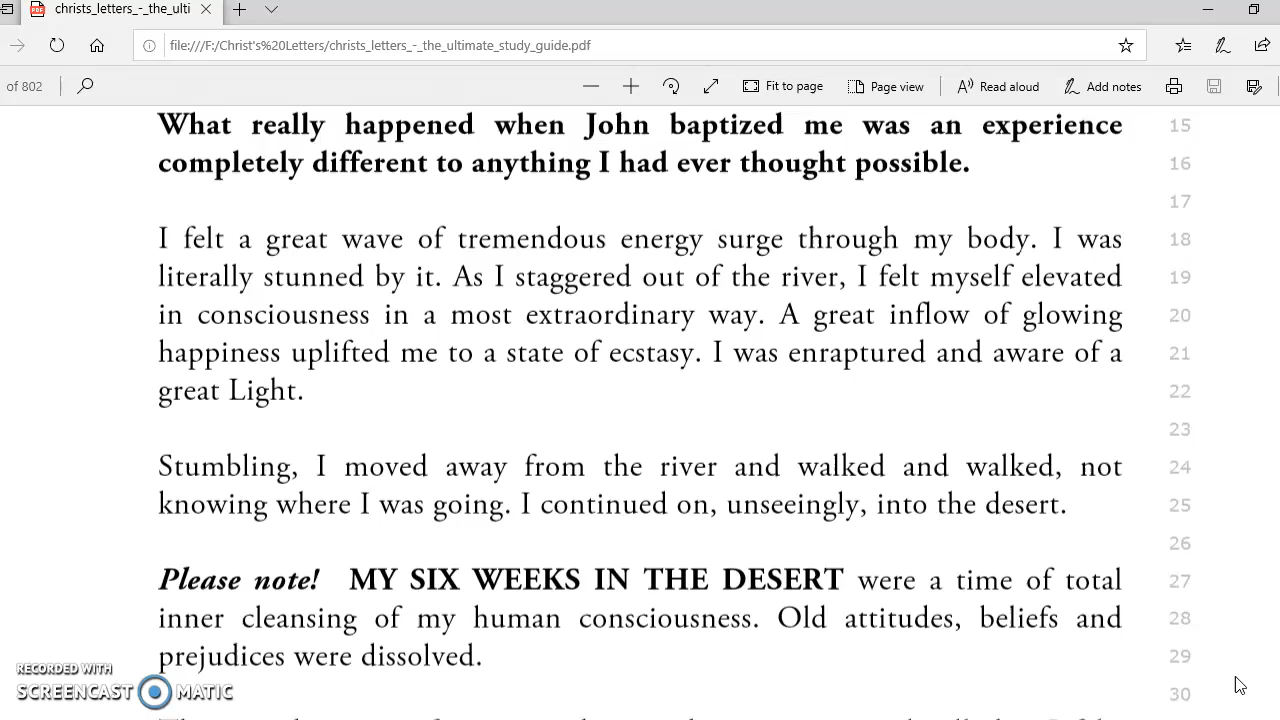 christs_letters_-_the_ulti
file:///F:/Christ's%20Letters/christs_letters_-_the_ultimate_study_guide.pdf
of 802
Fit to page
Page view
Read aloud
Add notes
What really happened when John baptized me was an experience 15
completely different to anything I had ever thought possible. 16
17
I felt a great wave of tremendous energy surge through my body. I was 18
literally stunned by it. As I staggered out of the river, I felt myself elevated 19
in consciousness in a most extraordinary way. A great inflow of glowing 20
happiness uplifted me to a state of ecstasy. I was enraptured and aware of a 21
great Light. 22
23
Stumbling, I moved away from the river and walked and walked, not 24
knowing where I was going. I continued on, unseeingly, into the desert. 25
26
Please note! MY SIX WEEKS IN THE DESERT were a time of total 27
inner cleansing of my human consciousness. Old attitudes, beliefs and 28
prejudices were dissolved. 29
30
RECORDED WITH
SCREENCAST MATIC